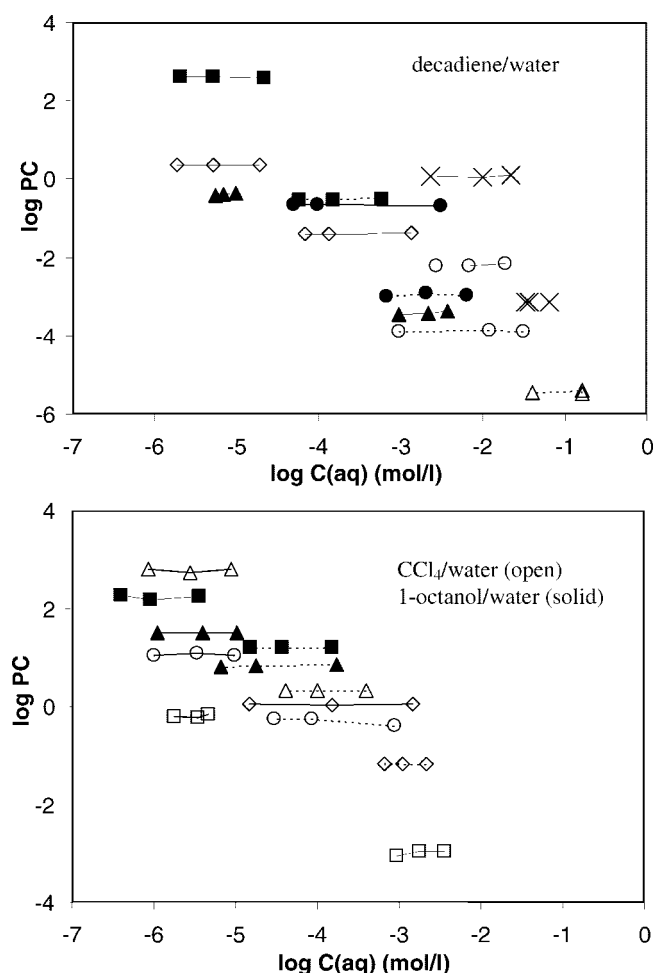 4
decadiene/water
2
0
-2
-4
-6
log PC
-7 -6 -5 -4 -3 -2 -1 0
log C(aq) (mol/l)
4
CCl₄/water (open)
1-octanol/water (solid)
2
0
-2
-4
log PC
-7 -6 -5 -4 -3 -2 -1 0
log C(aq) (mol/l)